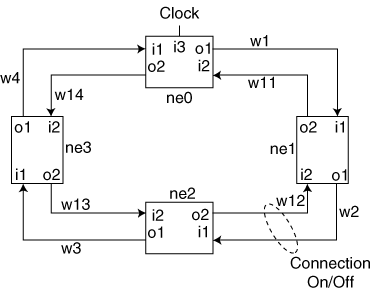 Clock
i1 i3 o1
o2 i2
ne0
w1
w4
w14
w11
o1 i2
i1 o2
ne3
o2 i1
i2 o1
ne1
ne2
i2 o2
o1 i1
w13
w12
w3
w2
Connection
On/Off